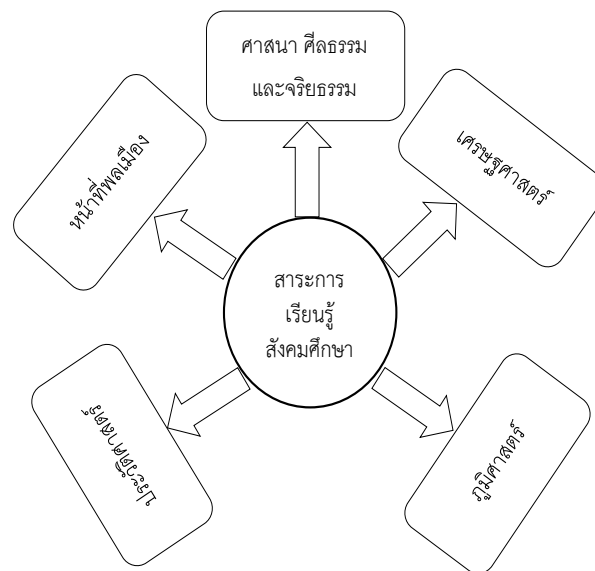 ศาสนา ศีลธรรม
และจริยธรรม
เศรษฐศาสตร์
หน้าที่พลเมือง
สาระการ
เรียนรู้
สังคมศึกษา
ประวัติศาสตร์
ภูมิศาสตร์